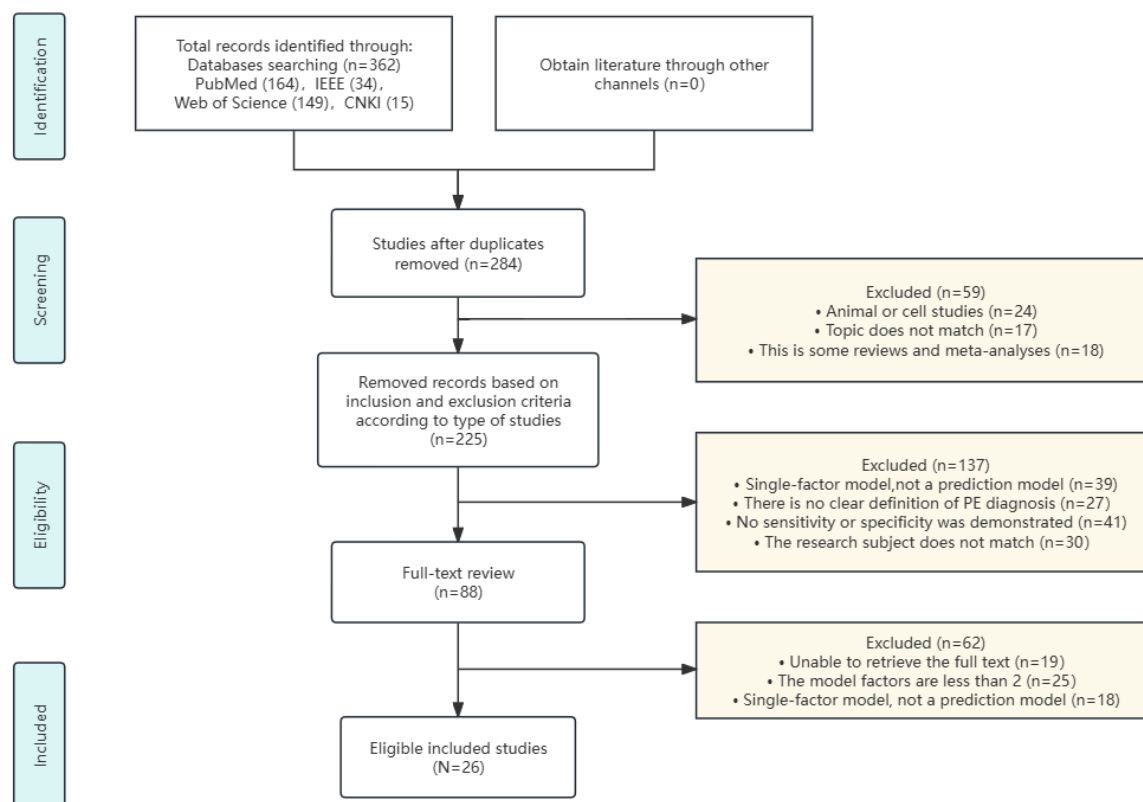 Identification
Total records identified through:
Databases searching (n=362)
PubMed (164),  IEEE (34),
Web of Science (149),  CNKI (15)
Obtain literature through other
channels (n=0)
Screening
Studies after duplicates
removed (n=284)
Excluded (n=59)
• Animal or cell studies (n=24)
• Topic does not match (n=17)
• This is some reviews and meta-analyses (n=18)
Removed records based on
inclusion and exclusion criteria
according to type of studies
(n=225)
Eligibility
Excluded (n=137)
• Single-factor model,not a prediction model (n=39)
• There is no clear definition of PE diagnosis (n=27)
• No sensitivity or specificity was demonstrated (n=41)
• The research subject does not match (n=30)
Full-text review
(n=88)
Excluded (n=62)
• Unable to retrieve the full text (n=19)
• The model factors are less than 2 (n=25)
• Single-factor model, not a prediction model (n=18)
Included
Eligible included studies
(N=26)